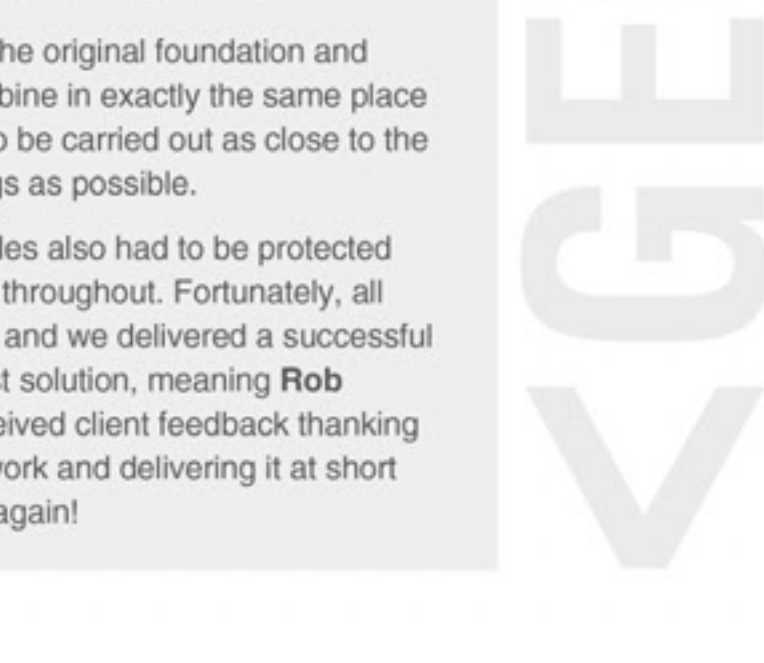 he original foundation and
bine in exactly the same place
o be carried out as close to the
gs as possible.
les also had to be protected
throughout. Fortunately, all
and we delivered a successful
t solution, meaning Rob
eived client feedback thanking
work and delivering it at short
again!
<GE